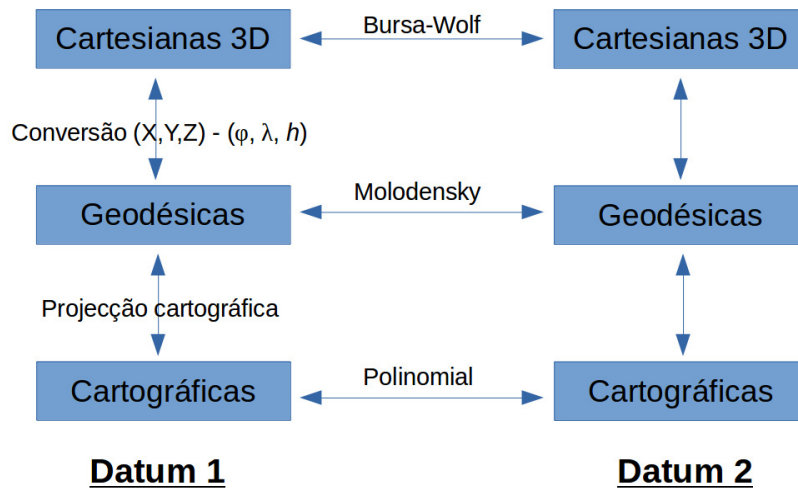 Cartesianas 3D
Bursa-Wolf
Cartesianas 3D
Conversão (X,Y,Z) - (φ, λ, h)
Geodésicas
Molodensky
Geodésicas
Projecção cartográfica
Cartográficas
Polinomial
Cartográficas
Datum 1
Datum 2